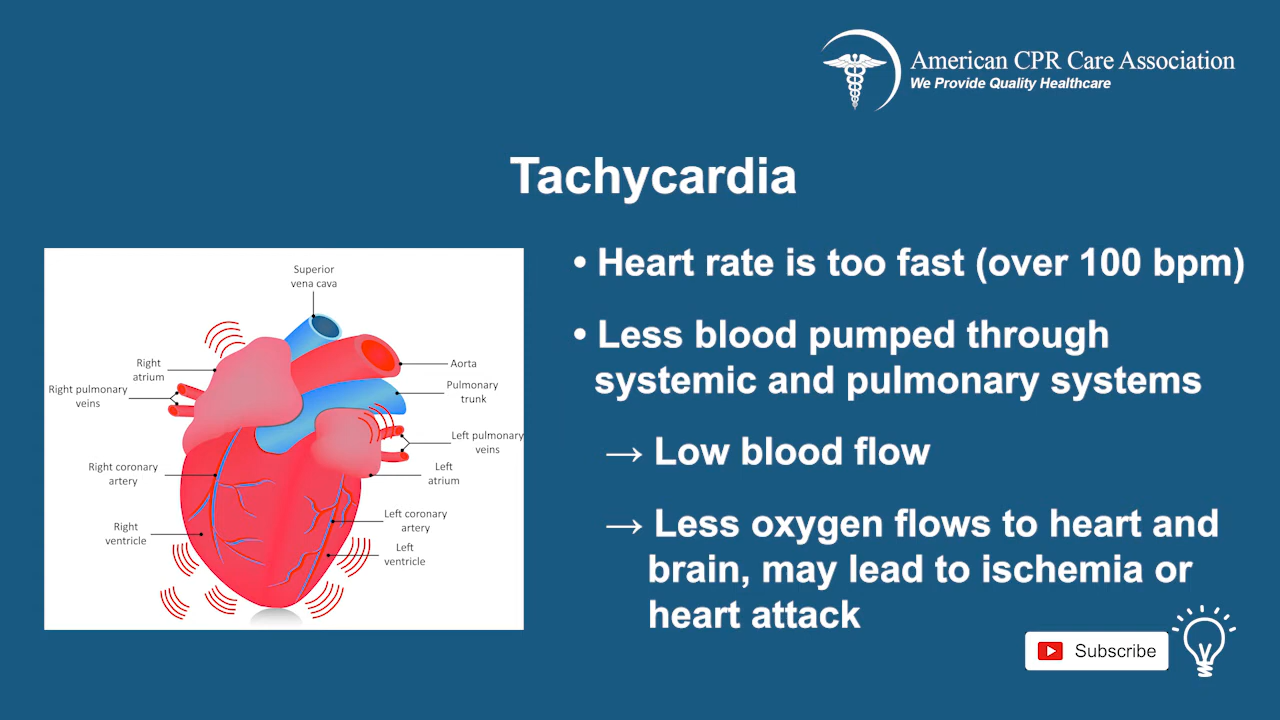 American CPR Care Association
We Provide Quality Healthcare
Tachycardia
• Heart rate is too fast (over 100 bpm)
• Less blood pumped through
systemic and pulmonary systems
→ Low blood flow
→ Less oxygen flows to heart and
brain, may lead to ischemia or
heart attack
Superior
vena cava
Right
atrium
Right pulmonary
veins
Right coronary
artery
Right
ventricle
Aorta
Pulmonary
trunk
Left pulmonary
veins
Left
atrium
Left coronary
artery
Left
ventricle
Subscribe